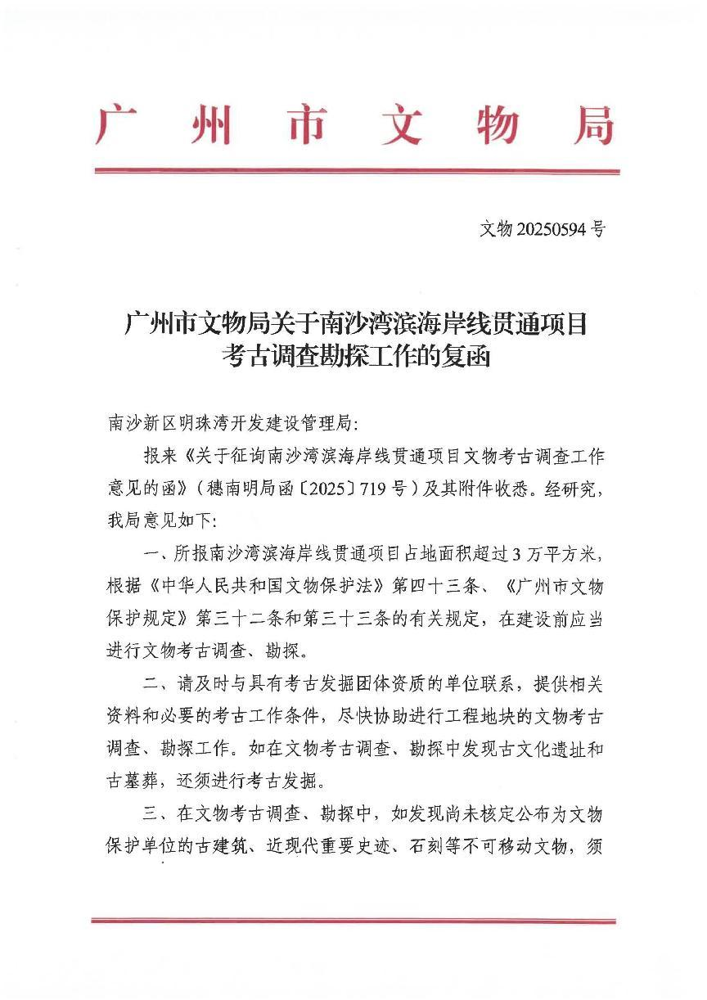 广州市文物局
文物 20250594 号
广州市文物局关于南沙湾滨海岸线贯通项目
考古调查勘探工作的复函
南沙新区明珠湾开发建设管理局：
报来《关于征询南沙湾滨海岸线贯通项目文物考古调查工作
意见的函》（穗南明局函〔2025〕719 号）及其附件收悉。经研究，
我局意见如下：
一、所报南沙湾滨海岸线贯通项目占地面积超过 3 万平方米，
根据《中华人民共和国文物保护法》第四十三条、《广州市文物
保护规定》第三十二条和第三十三条的有关规定，在建设前应当
进行文物考古调查、勘探。
二、请及时与具有考古发掘团体资质的单位联系，提供相关
资料和必要的考古工作条件，尽快协助进行工程地块的文物考古
调查、勘探工作。如在文物考古调查、勘探中发现古文化遗址和
古墓葬，还须进行考古发掘。
三、在文物考古调查、勘探中，如发现尚未核定公布为文物
保护单位的古建筑、近现代重要史迹、石刻等不可移动文物，须